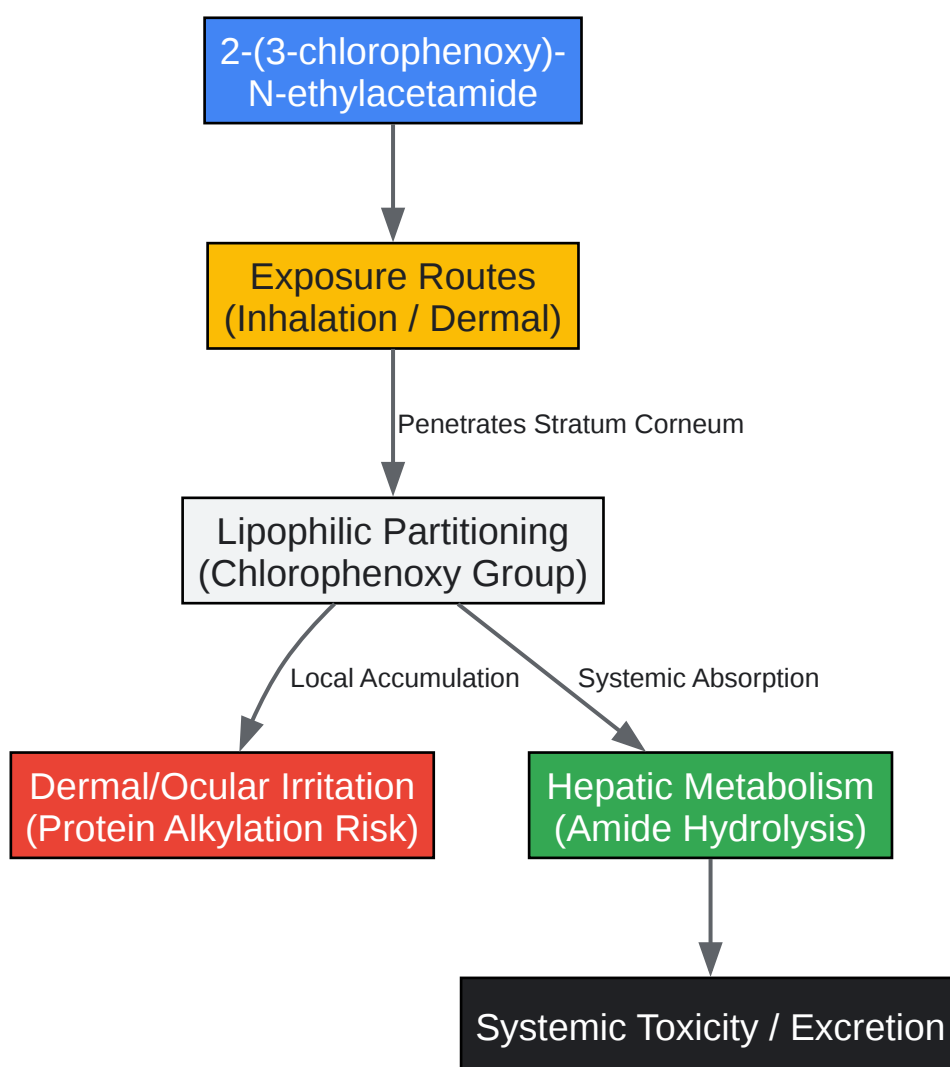 2-(3-chlorophenoxy)-
N-ethylacetamide
Exposure Routes
(Inhalation / Dermal)
Penetrates Stratum Corneum
Lipophilic Partitioning
(Chlorophenoxy Group)
Local Accumulation
Systemic Absorption
Dermal/Ocular Irritation
(Protein Alkylation Risk)
Hepatic Metabolism
(Amide Hydrolysis)
Systemic Toxicity / Excretion